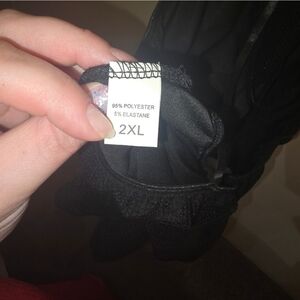 95% POLYESTER
5% ELASTANE
2XL